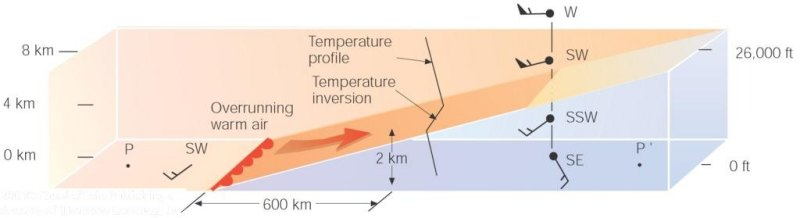 W
8 km
Temperature
profile
SW
26,000 ft
Temperature
inversion
4 km
Overrunning
warm air
SSW
P
SW
0 km
2 km
SE
P'
0 ft
600 km